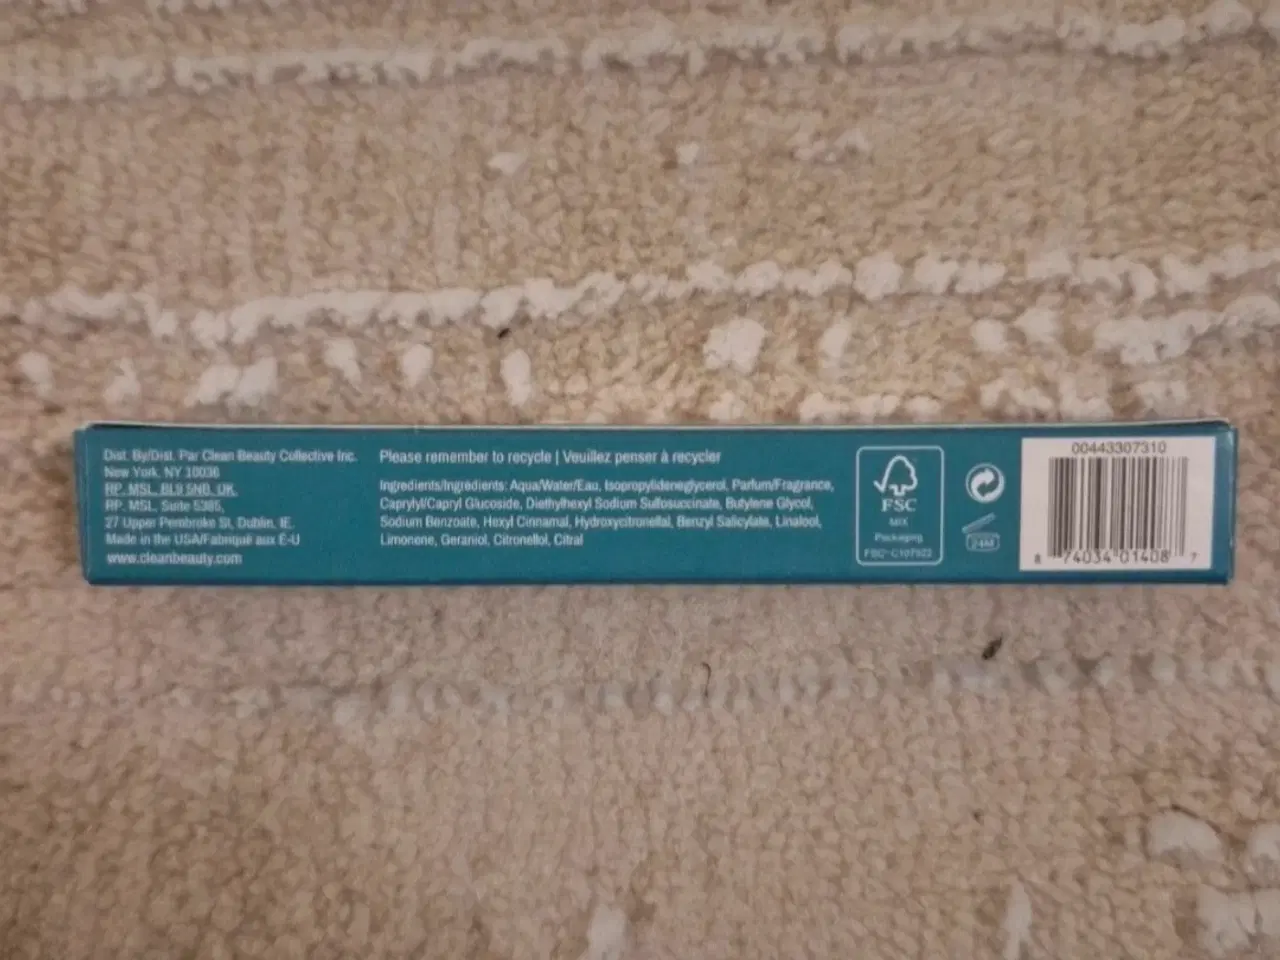 Dist. By/Dist. Par Clean Beauty Collective Inc.
New York, NY 10036
RP. MSL, BL9 5NB, UK.
RP. MSL, Suite 5385,
27 Upper Pembroke St, Dublin, IE.
Made in the USA/Fabriqué aux É-U
www.cleanbeauty.com
Please remember to recycle | Veuillez penser à recycler
Ingredients/Ingrédients: Aqua/Water/Eau, Isopropylideneglycerol, Parfum/Fragrance,
Caprylyl/Capryl Glucoside, Diethylhexyl Sodium Sulfosuccinate, Butylene Glycol,
Sodium Benzoate, Hexyl Cinnamal, Hydroxycitronellal, Benzyl Salicylate, Linalool,
Limonene, Geraniol, Citronellol, Citral
FSC
MIX
Packaging
FSC® C107922
24M
00443307310
8 74034 01408 7